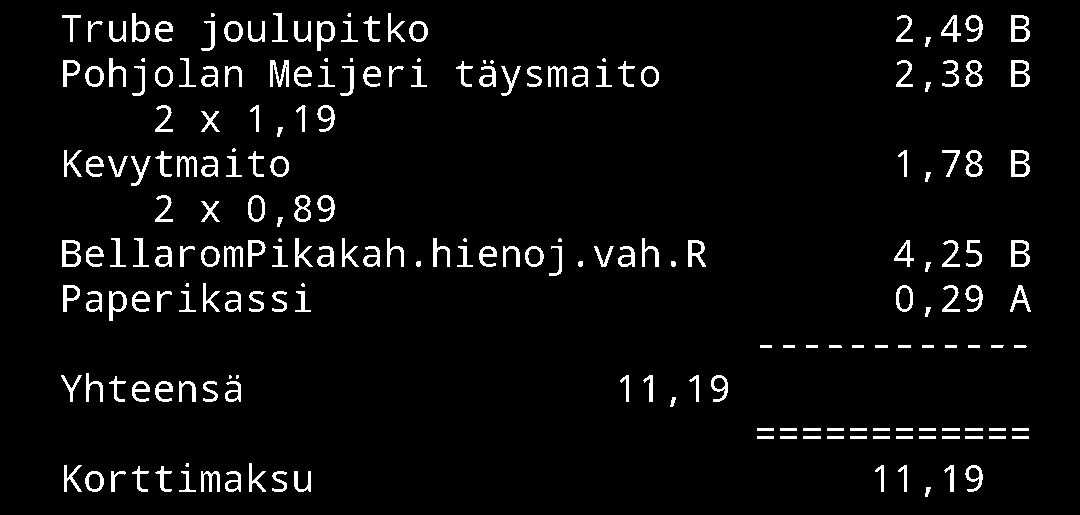 Trube joulupitko 2,49 B
Pohjolan Meijeri täysmaito 2,38 B
2 x 1,19
Kevytmaito 1,78 B
2 x 0,89
BellaromPikakah.hienoj.vah.R 4,25 B
Paperikassi 0,29 A
------------
Yhteensä 11,19
============
Korttimaksu 11,19